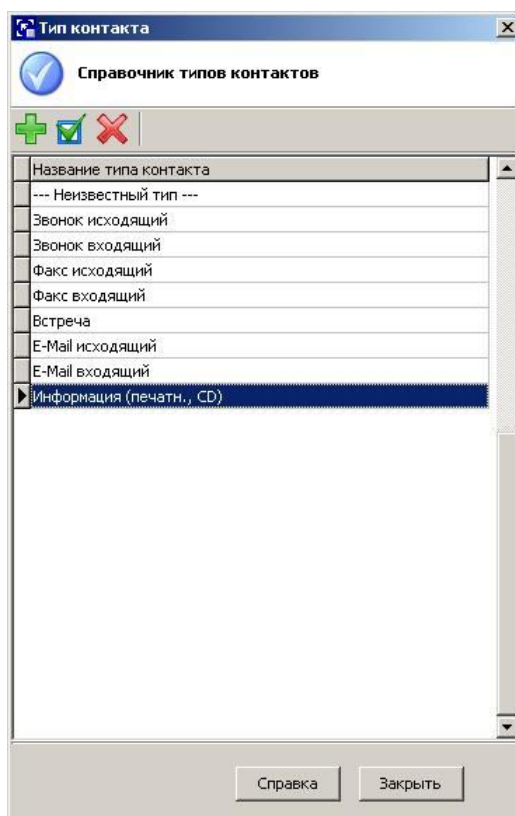 Тип контакта
Справочник типов контактов
Название типа контакта
--- Неизвестный тип ---
Звонок исходящий
Звонок входящий
Факс исходящий
Факс входящий
Встреча
E-Mail исходящий
E-Mail входящий
Информация (печатн., CD)
Справка Закрыть